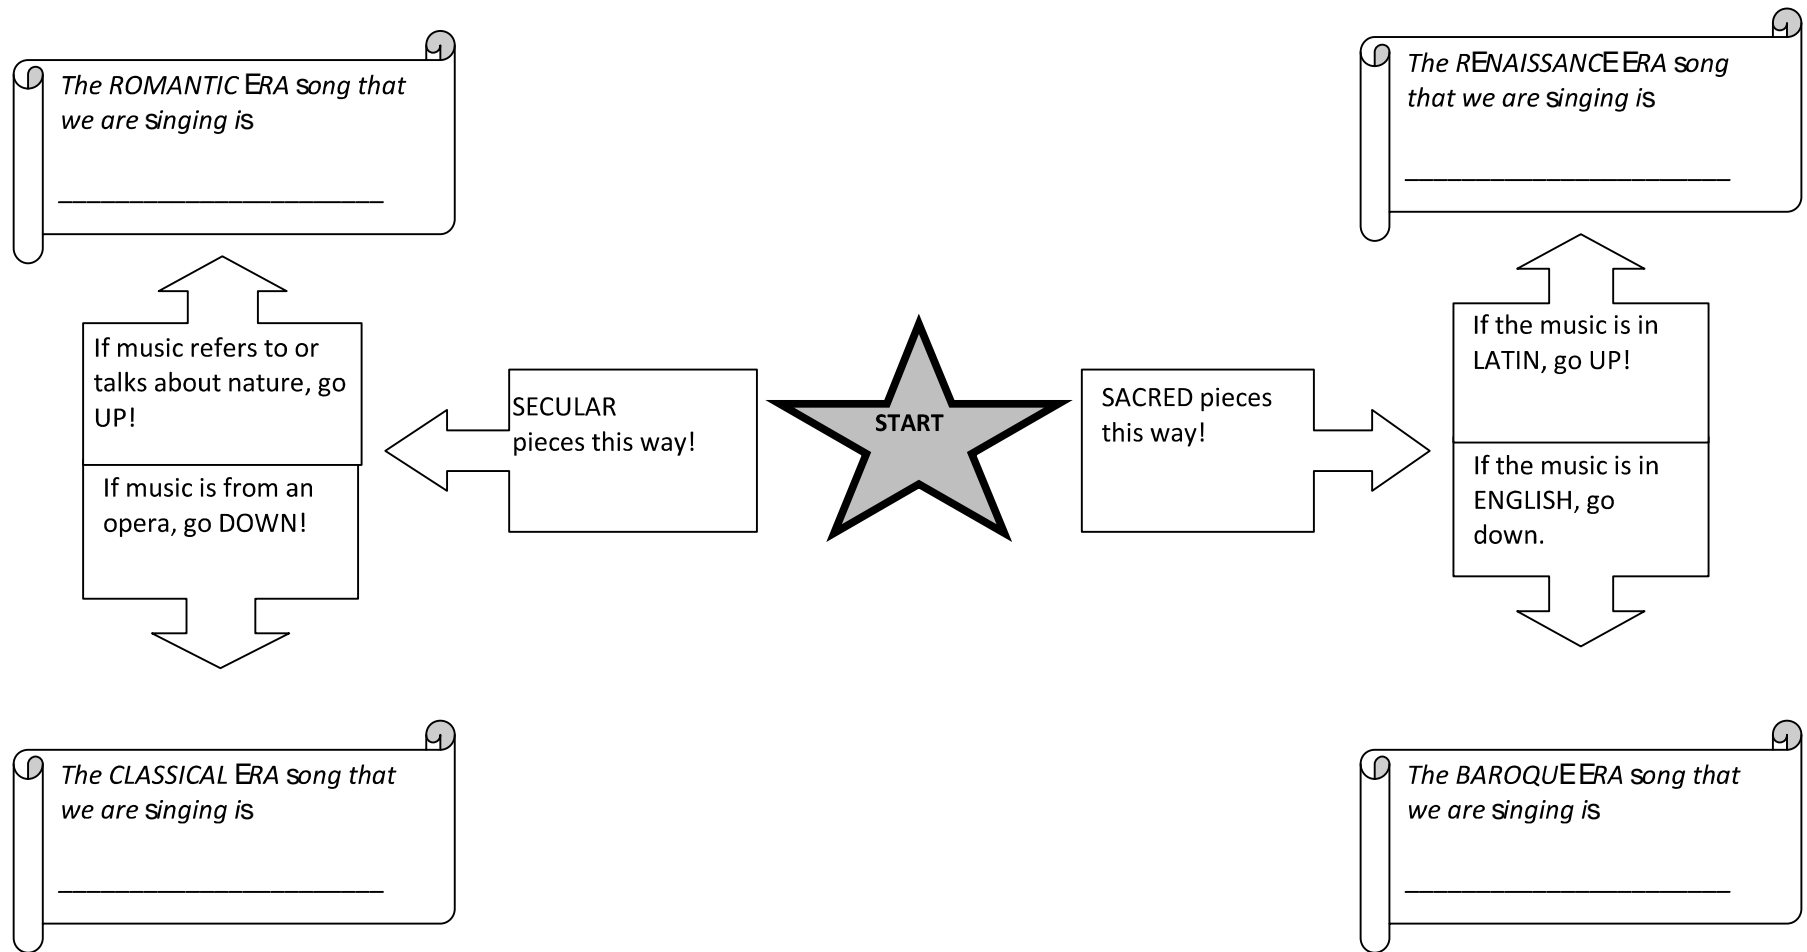 The ROMANTIC ERA song that
we are singing is
_______________________
The RENAISSANCE ERA song
that we are singing is
_______________________
If music refers to or
talks about nature, go
UP!
If music is from an
opera, go DOWN!
SECULAR
pieces this way!
START
SACRED pieces
this way!
If the music is in
LATIN, go UP!
If the music is in
ENGLISH, go
down.
The CLASSICAL ERA song that
we are singing is
_______________________
The BAROQUE ERA song that
we are singing is
_______________________